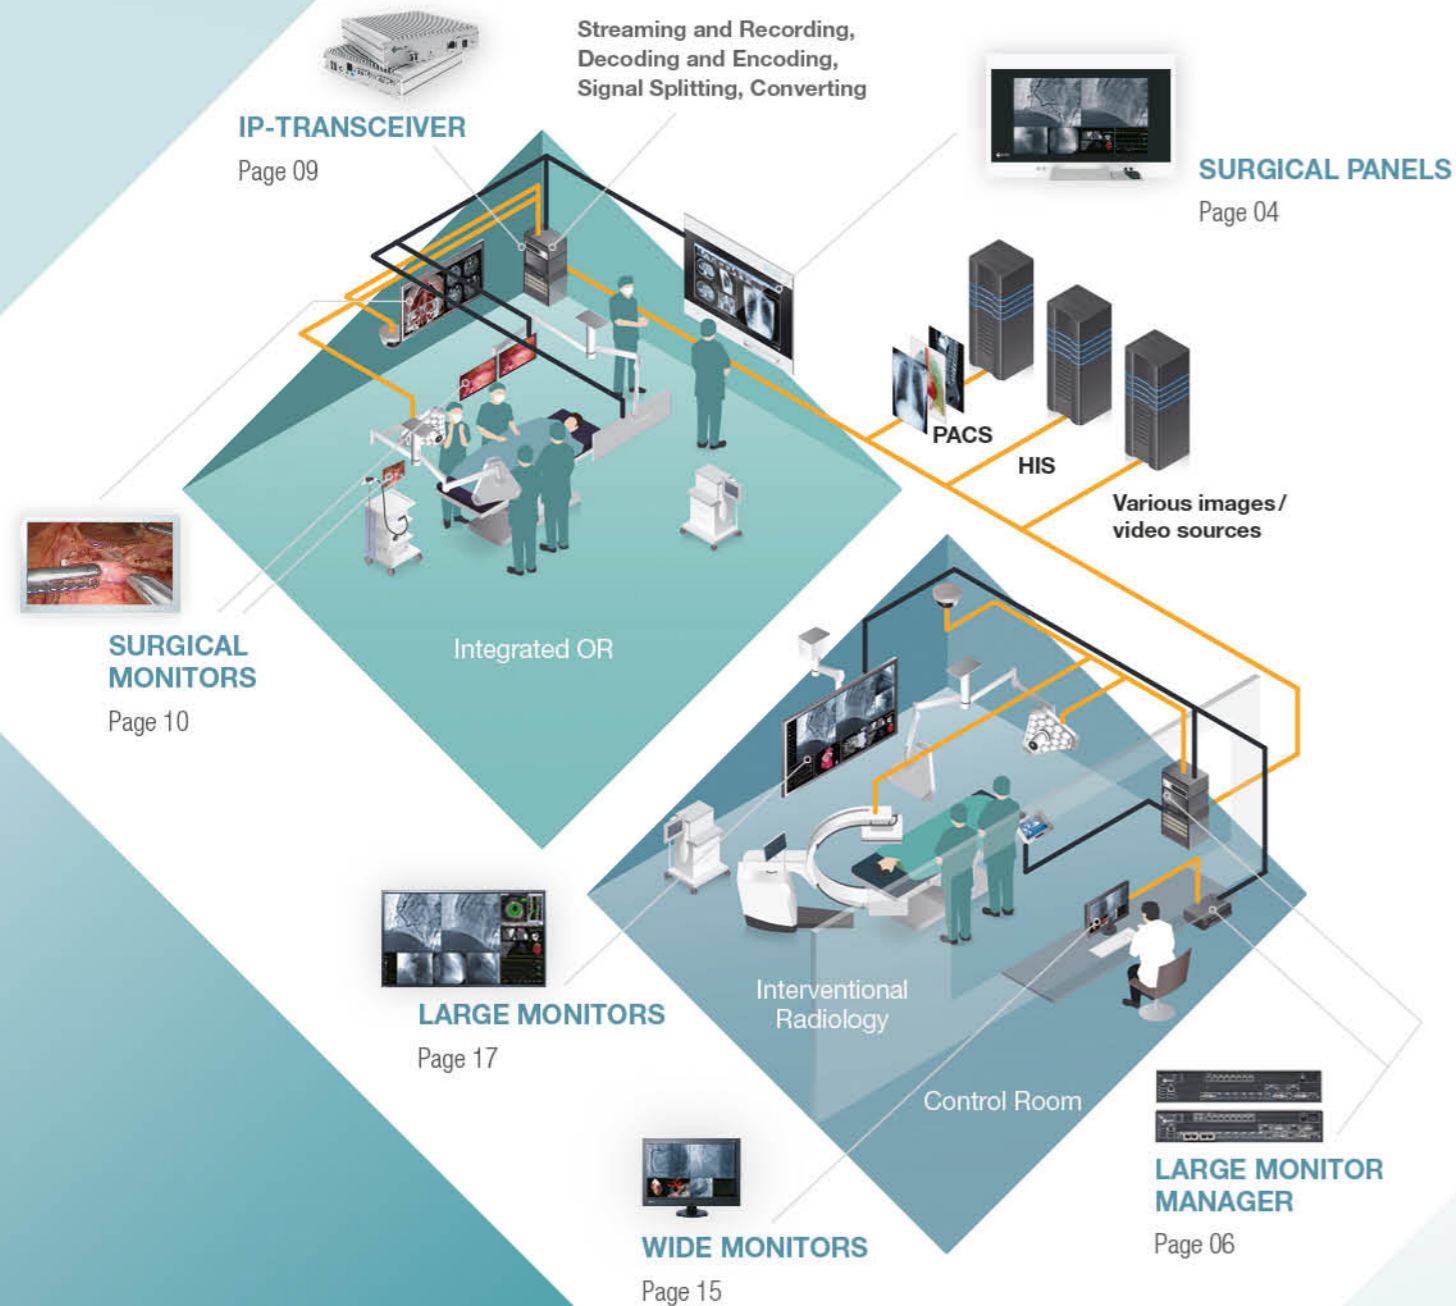 Streaming and Recording,
Decoding and Encoding,
Signal Splitting, Converting
IP-TRANSCEIVER
Page 09
SURGICAL PANELS
Page 04
PACS
HIS
Various images/
video sources
SURGICAL
MONITORS
Page 10
Integrated OR
LARGE MONITORS
Page 17
Interventional
Radiology
Control Room
LARGE MONITOR
MANAGER
Page 06
WIDE MONITORS
Page 15